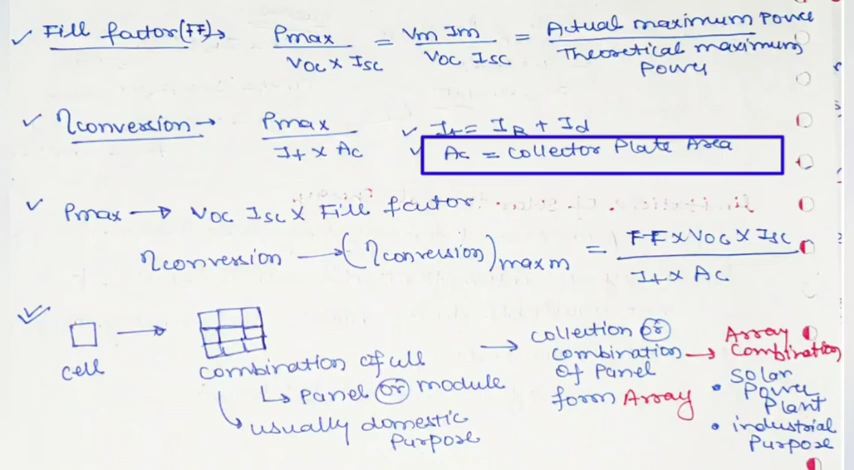 ✓ Fill factor(FF)→ Pmax / Voc x Isc = Vm Im / Voc Isc = Actual maximum Power / Theoretical maximum Power
✓ ηconversion → Pmax / It x Ac
✓ It = IB + Id
✓ Ac = collector Plate Area
✓ Pmax → Voc Isc x Fill factor
ηconversion → (ηconversion)maxm = FF x Voc x Isc / It x Ac
✓ cell →
combination of all
↳ Panel or module
↳ usually domestic Purpose
→ collection or
combination
of Panel
form Array
→ Array
Combination
• Solar
Power
Plant
• industrial
Purpose